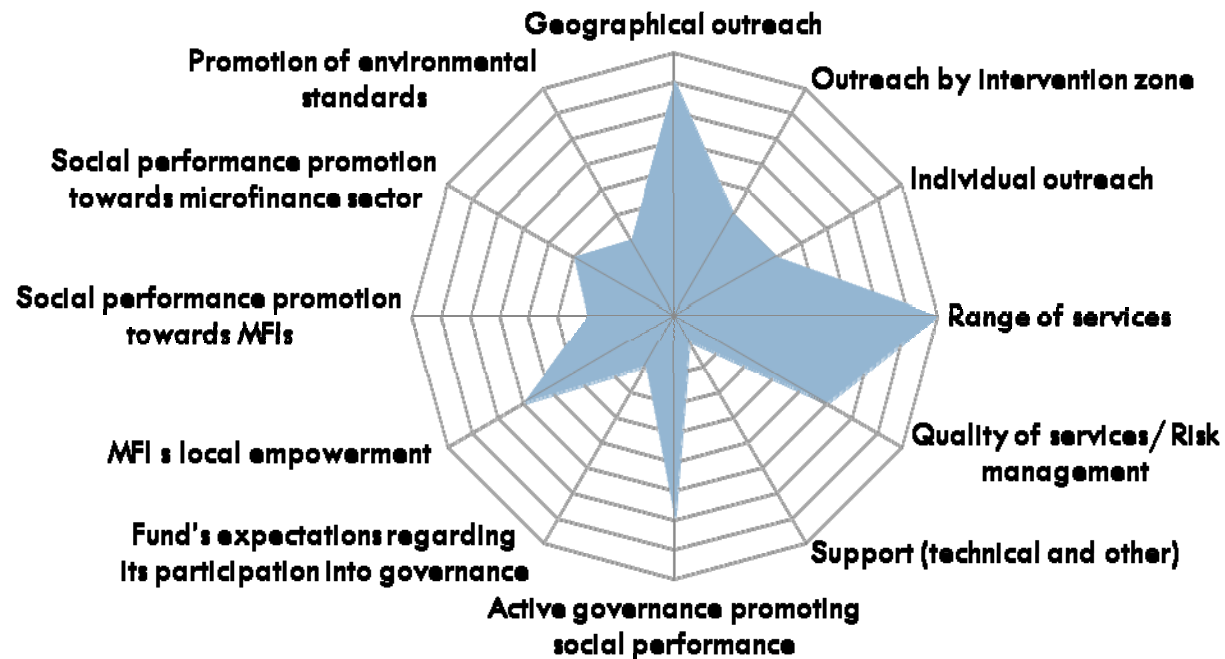 Geographical outreach
Outreach by intervention zone
Individual outreach
Range of services
Quality of services/ Risk
management
Support (technical and other)
Active governance promoting
social performance
Fund's expectations regarding
its participation into governance
MFI s local empowerment
Social performance promotion
towards MFIs
Social performance promotion
towards microfinance sector
Promotion of environmental
standards